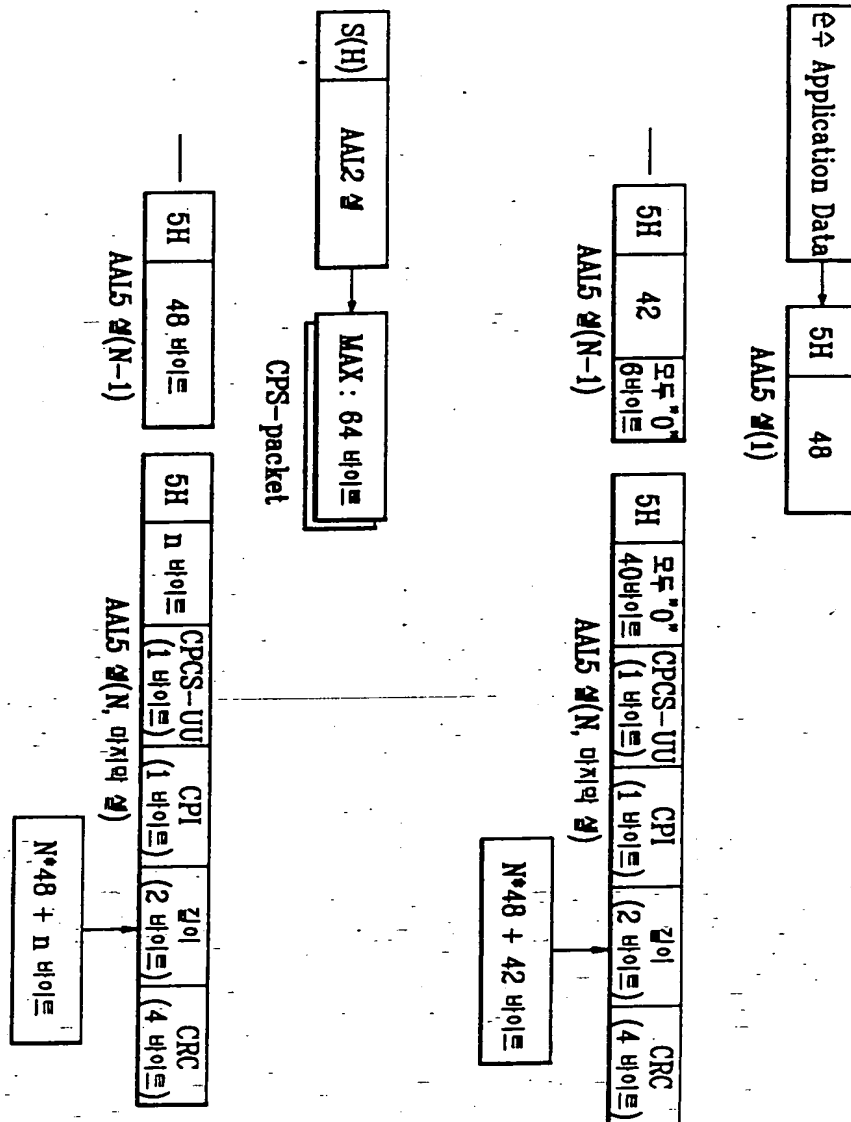 순수 Application Data
5H
48
AAL5 셀(1)
5H
42
모두 "0"
6바이트
AAL5 셀(N-1)
5H
모두 "0"
40바이트
CPCS-UU
(1 바이트)
CPI
(1 바이트)
길이
(2 바이트)
CRC
(4 바이트)
AAL5 셀(N, 마지막 셀)
N*48 + 42 바이트
S(H)
AAL2 셀
MAX : 64 바이트
CPS-packet
5H
48 바이트
AAL5 셀(N-1)
5H
n 바이트
CPCS-UU
(1 바이트)
CPI
(1 바이트)
길이
(2 바이트)
CRC
(4 바이트)
AAL5 셀(N, 마지막 셀)
N*48 + n 바이트